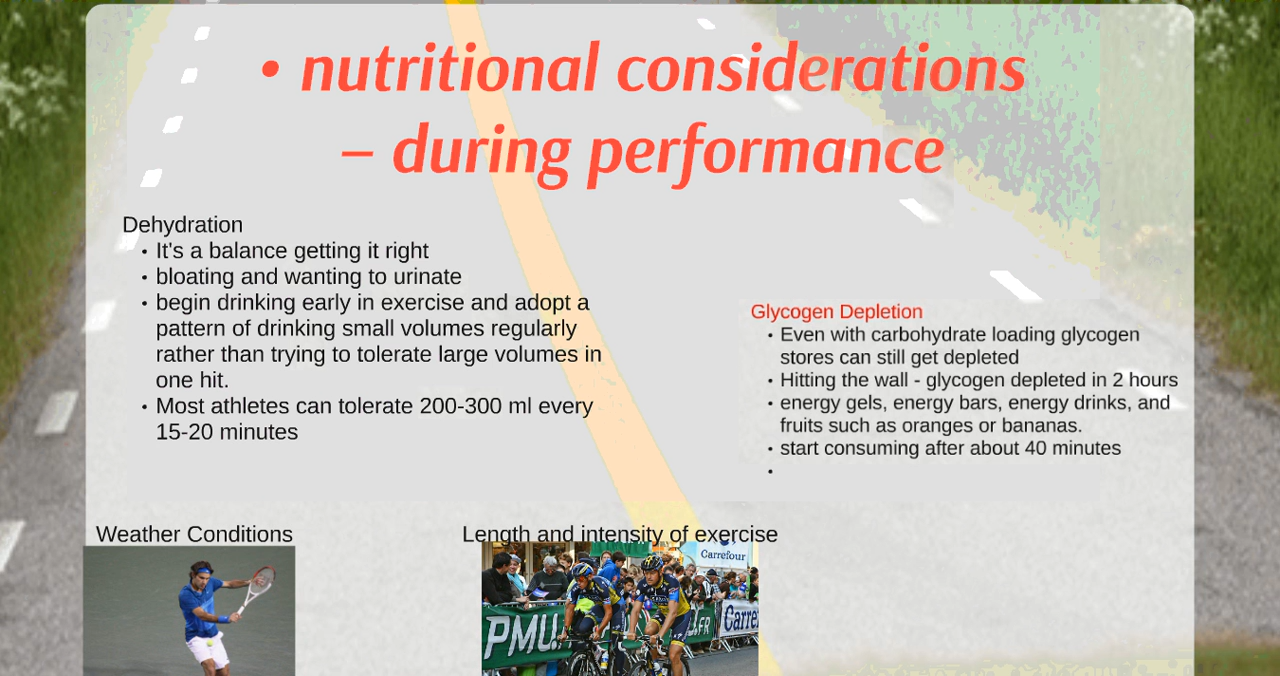 • nutritional considerations
– during performance
Dehydration
• It's a balance getting it right
• bloating and wanting to urinate
• begin drinking early in exercise and adopt a
pattern of drinking small volumes regularly
rather than trying to tolerate large volumes in
one hit.
• Most athletes can tolerate 200-300 ml every
15-20 minutes
Glycogen Depletion
• Even with carbohydrate loading glycogen
stores can still get depleted
• Hitting the wall - glycogen depleted in 2 hours
• energy gels, energy bars, energy drinks, and
fruits such as oranges or bananas.
• start consuming after about 40 minutes
•
Weather Conditions
Length and intensity of exercise
Carrefour
PMU.
.FR
Carre